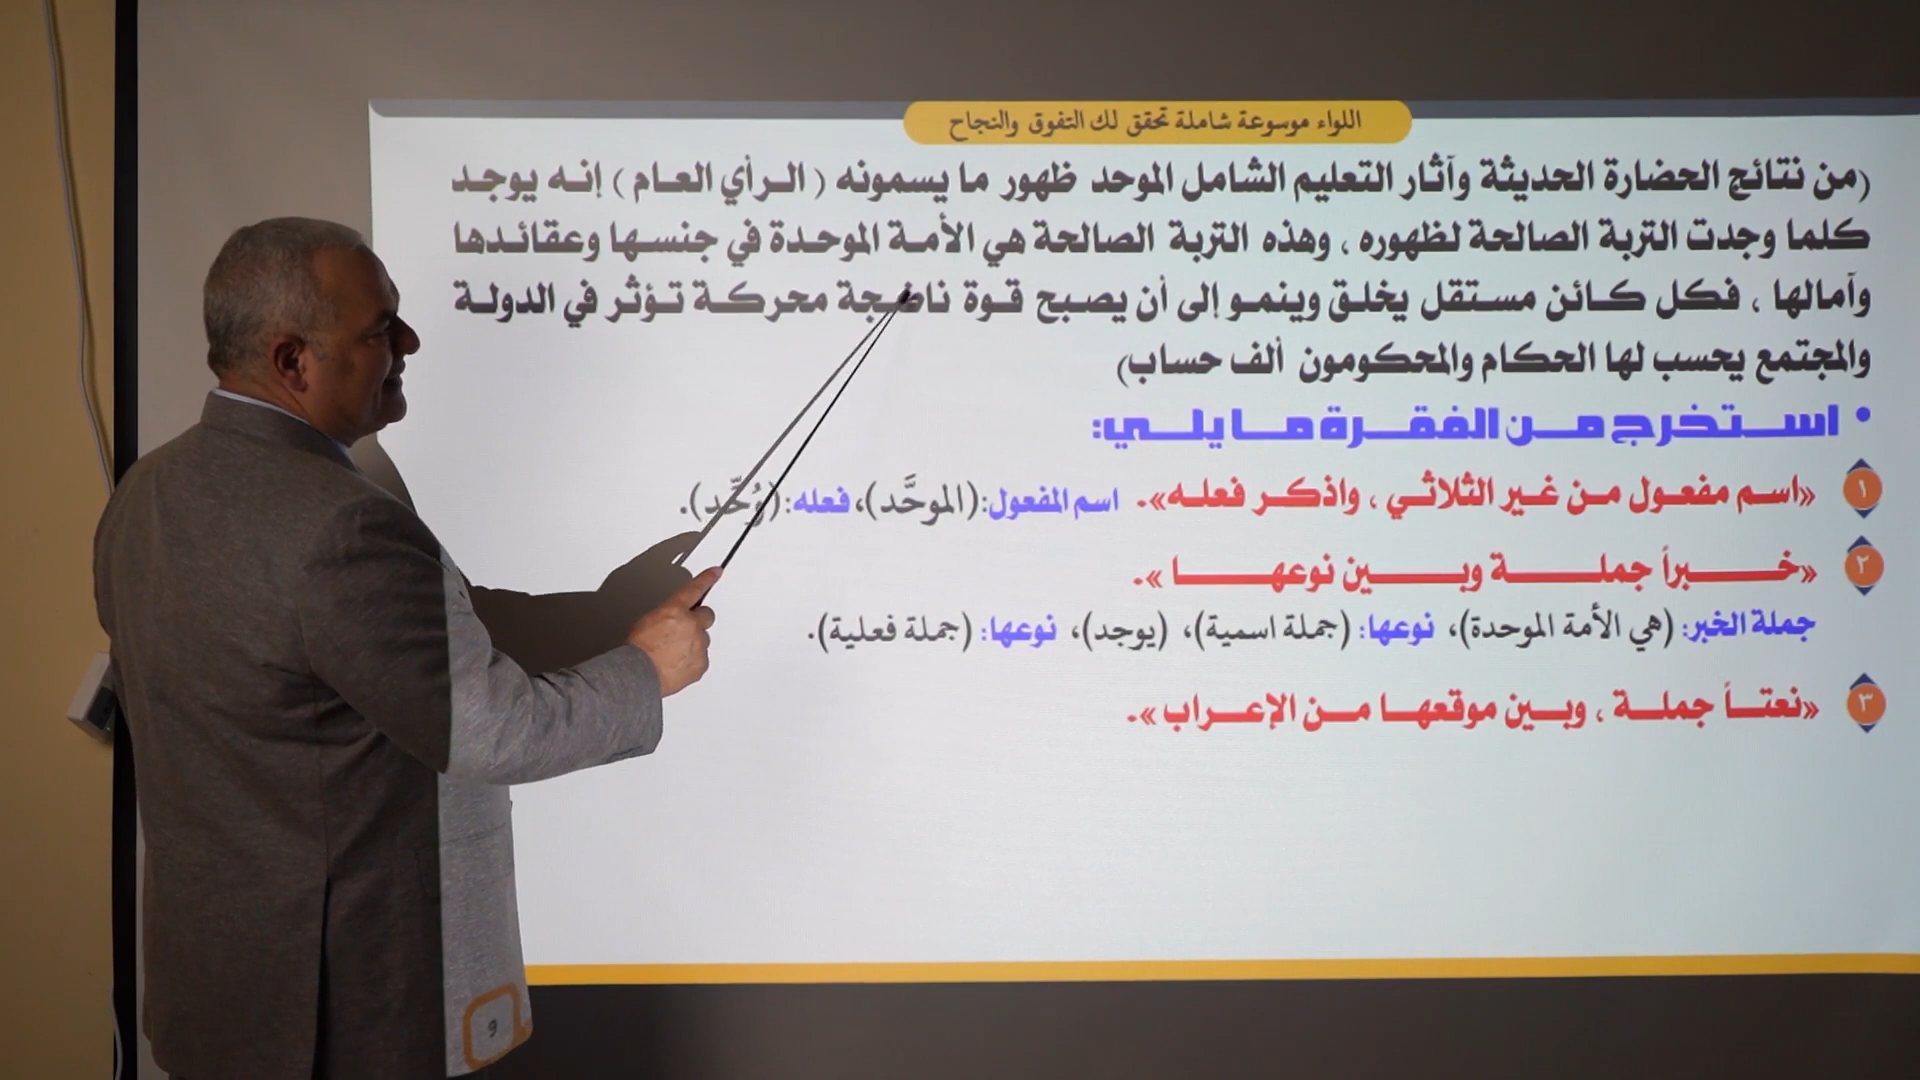 اللواء موسوعة شاملة تحقق لك التفوق والنجاح
(من نتائج الحضارة الحديثة وآثار التعليم الشامل الموحد ظهور ما يسمونه ( الرأي العام ) إنه يوجد
كلما وجدت التربة الصالحة لظهوره ، وهذه التربة الصالحة هي الأمة الموحدة في جنسها وعقائدها
وآمالها ، فكل كائن مستقل يخلق وينمو إلى أن يصبح قوة ناضجة محركة تؤثر في الدولة
والمجتمع يحسب لها الحكام والمحكومون ألف حساب)
• استخرج من الفقرة ما يلي:
١ «اسم مفعول من غير الثلاثي ، واذكر فعله». اسم المفعول:(الموحَّد)، فعله:(وُحِّد).
٢ «خبراً جملة وبين نوعها ».
جملة الخبر: (هي الأمة الموحدة)، نوعها: (جملة اسمية)، (يوجد)، نوعها: (جملة فعلية).
٣ «نعتاً جملة ، وبين موقعها من الإعراب».
٩